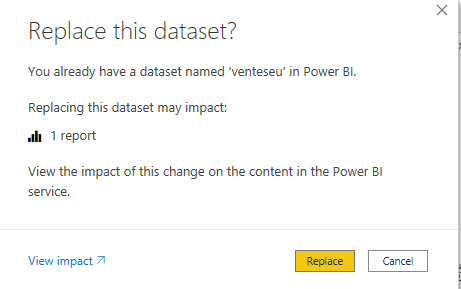 Replace this dataset?
You already have a dataset named 'venteseu' in Power BI.
Replacing this dataset may impact:
1 report
View the impact of this change on the content in the Power BI
service.
View impact
Replace
Cancel